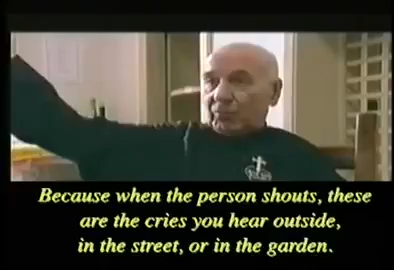 Because when the person shouts, these
are the cries you hear outside,
in the street, or in the garden.